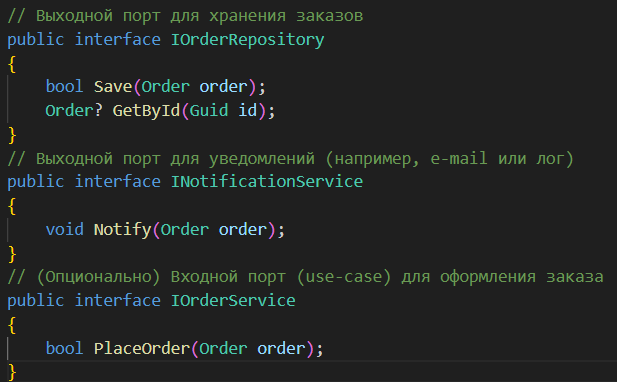 // Выходной порт для хранения заказов
public interface IOrderRepository
{
    bool Save(Order order);
    Order? GetById(Guid id);
}
// Выходной порт для уведомлений (например, e-mail или лог)
public interface INotificationService
{
    void Notify(Order order);
}
// (Опционально) Входной порт (use-case) для оформления заказа
public interface IOrderService
{
    bool PlaceOrder(Order order);
}